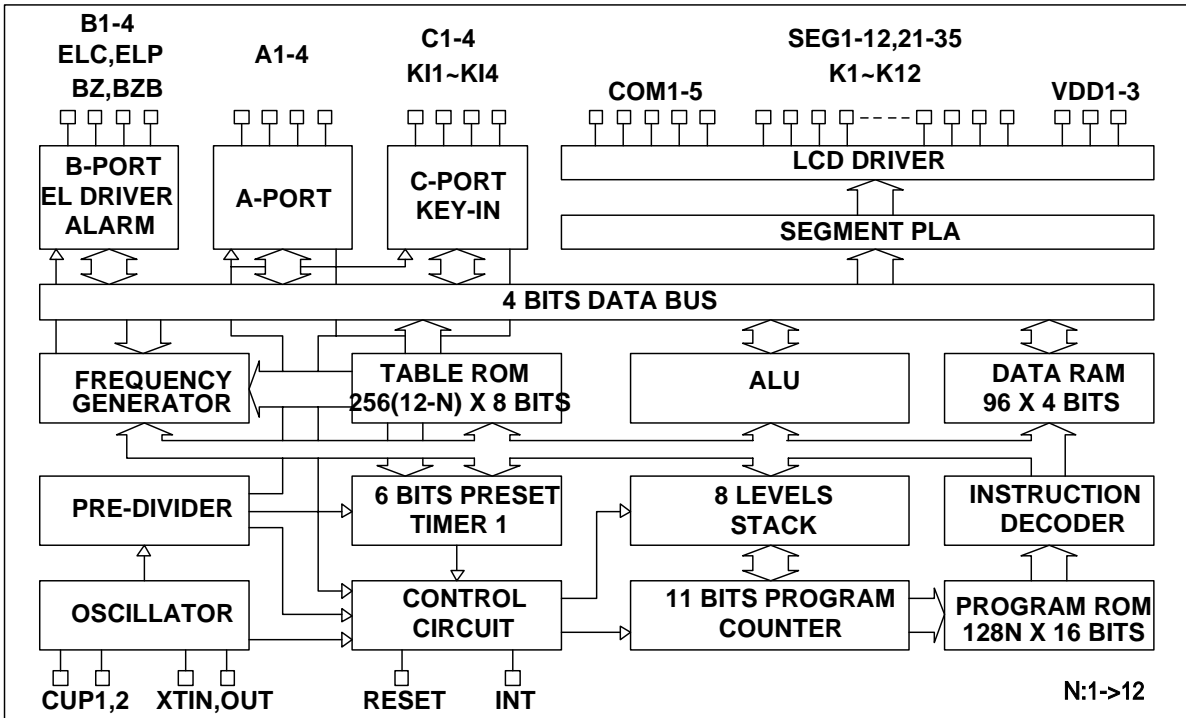 B1-4
ELC,ELP
BZ,BZB
A1-4
C1-4
KI1~KI4
COM1-5
SEG1-12,21-35
K1~K12
VDD1-3
B-PORT
EL DRIVER
ALARM
A-PORT
C-PORT
KEY-IN
LCD DRIVER
SEGMENT PLA
4 BITS DATA BUS
FREQUENCY
GENERATOR
TABLE ROM
256(12-N) X 8 BITS
ALU
DATA RAM
96 X 4 BITS
PRE-DIVIDER
6 BITS PRESET
TIMER 1
8 LEVELS
STACK
INSTRUCTION
DECODER
OSCILLATOR
CONTROL
CIRCUIT
11 BITS PROGRAM
COUNTER
PROGRAM ROM
128N X 16 BITS
CUP1,2
XTIN,OUT
RESET
INT
N:1->12